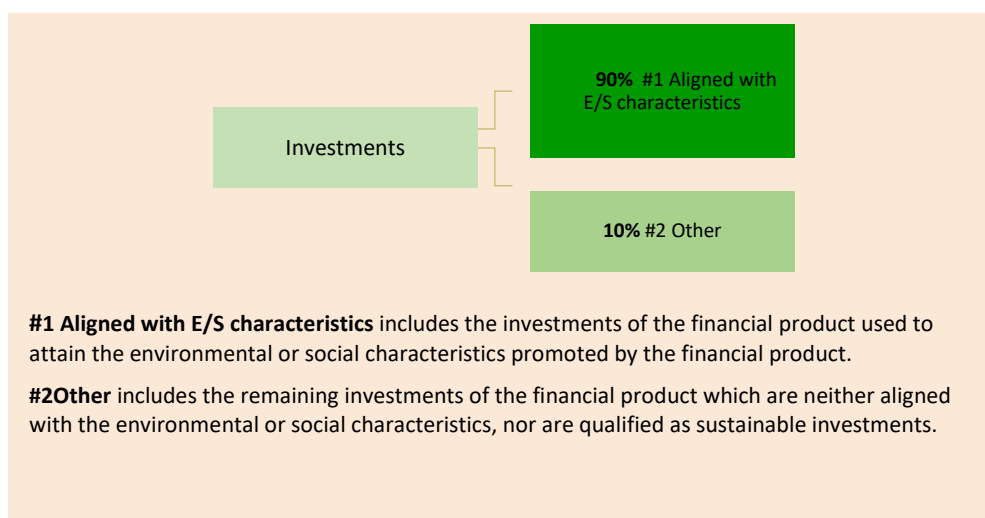 90% #1 Aligned with
E/S characteristics
Investments
10% #2 Other
#1 Aligned with E/S characteristics includes the investments of the financial product used to
attain the environmental or social characteristics promoted by the financial product.
#2Other includes the remaining investments of the financial product which are neither aligned
with the environmental or social characteristics, nor are qualified as sustainable investments.